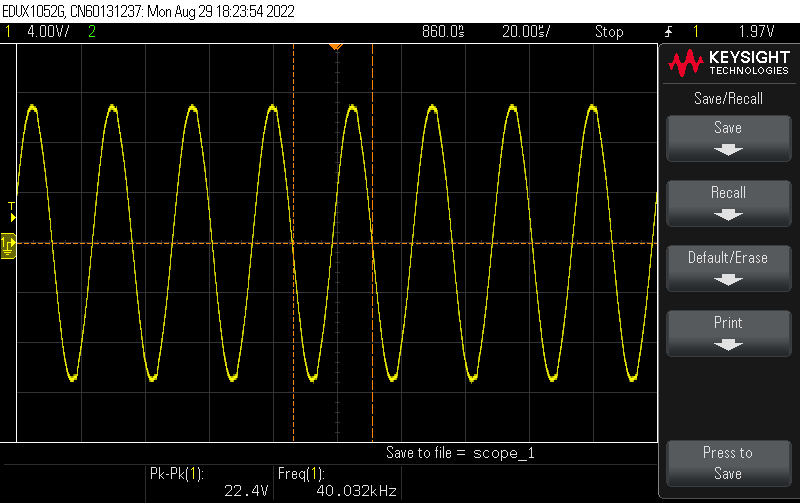 EDUX1052G, CN60131237: Mon Aug 29 18:23:54 2022
1 4.00V/ 2 860.0ns 20.00us/ Stop 1 1.97V
KEYSIGHT
TECHNOLOGIES
Save/Recall
Save
Recall
Default/Erase
Print
T
1
Save to file = scope_1
Press to
Save
Pk-Pk(1): Freq(1):
22.4V 40.032kHz